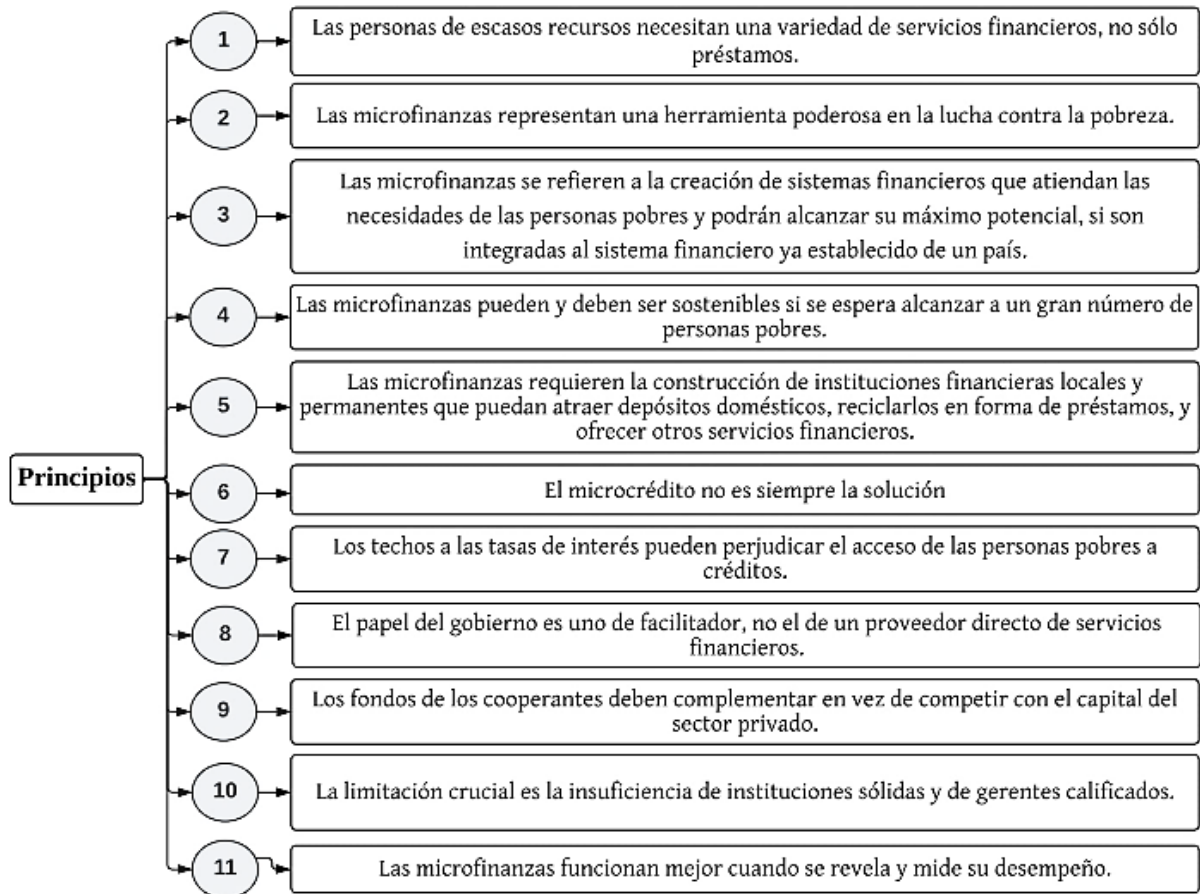 1
Las personas de escasos recursos necesitan una variedad de servicios financieros, no sólo
préstamos.
2
Las microfinanzas representan una herramienta poderosa en la lucha contra la pobreza.
3
Las microfinanzas se refieren a la creación de sistemas financieros que atiendan las
necesidades de las personas pobres y podrán alcanzar su máximo potencial, si son
integradas al sistema financiero ya establecido de un país.
4
Las microfinanzas pueden y deben ser sostenibles si se espera alcanzar a un gran número de
personas pobres.
5
Las microfinanzas requieren la construcción de instituciones financieras locales y
permanentes que puedan atraer depósitos domésticos, reciclarlos en forma de préstamos, y
ofrecer otros servicios financieros.
Principios
6
El microcrédito no es siempre la solución
7
Los techos a las tasas de interés pueden perjudicar el acceso de las personas pobres a
créditos.
8
El papel del gobierno es uno de facilitador, no el de un proveedor directo de servicios
financieros.
9
Los fondos de los cooperantes deben complementar en vez de competir con el capital del
sector privado.
10
La limitación crucial es la insuficiencia de instituciones sólidas y de gerentes calificados.
11
Las microfinanzas funcionan mejor cuando se revela y mide su desempeño.